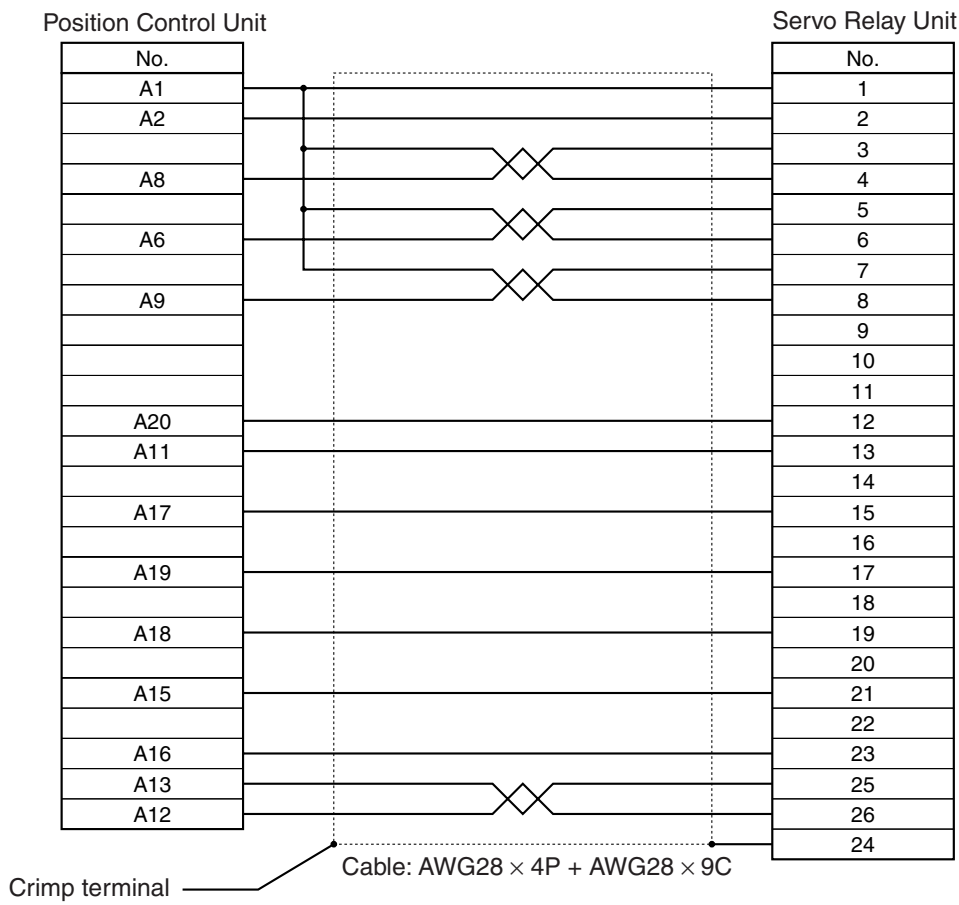 Position Control Unit Servo Relay Unit
No. No.
A1 1
A2 2
3
A8 4
5
A6 6
7
A9 8
9
10
11
A20 12
A11 13
14
A17 15
16
A19 17
18
A18 19
20
A15 21
22
A16 23
A13 25
A12 26
24
Cable: AWG28 × 4P + AWG28 × 9C
Crimp terminal